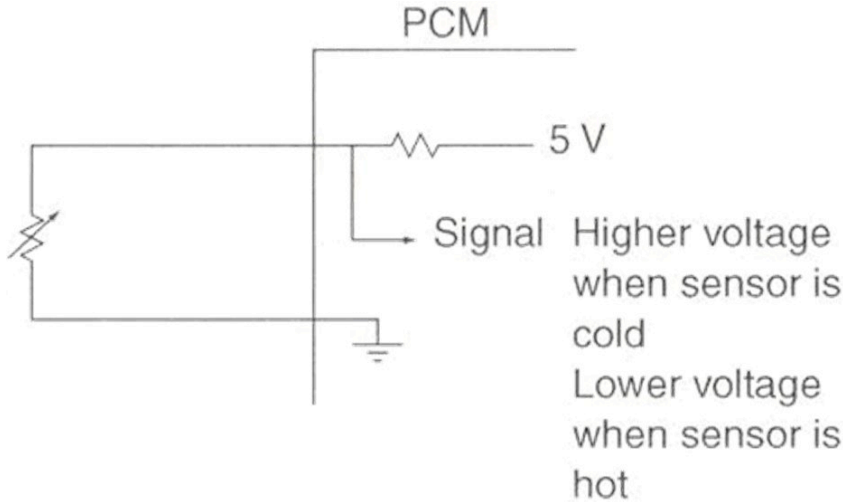 PCM
5 V
Signal Higher voltage
when sensor is
cold
Lower voltage
when sensor is
hot